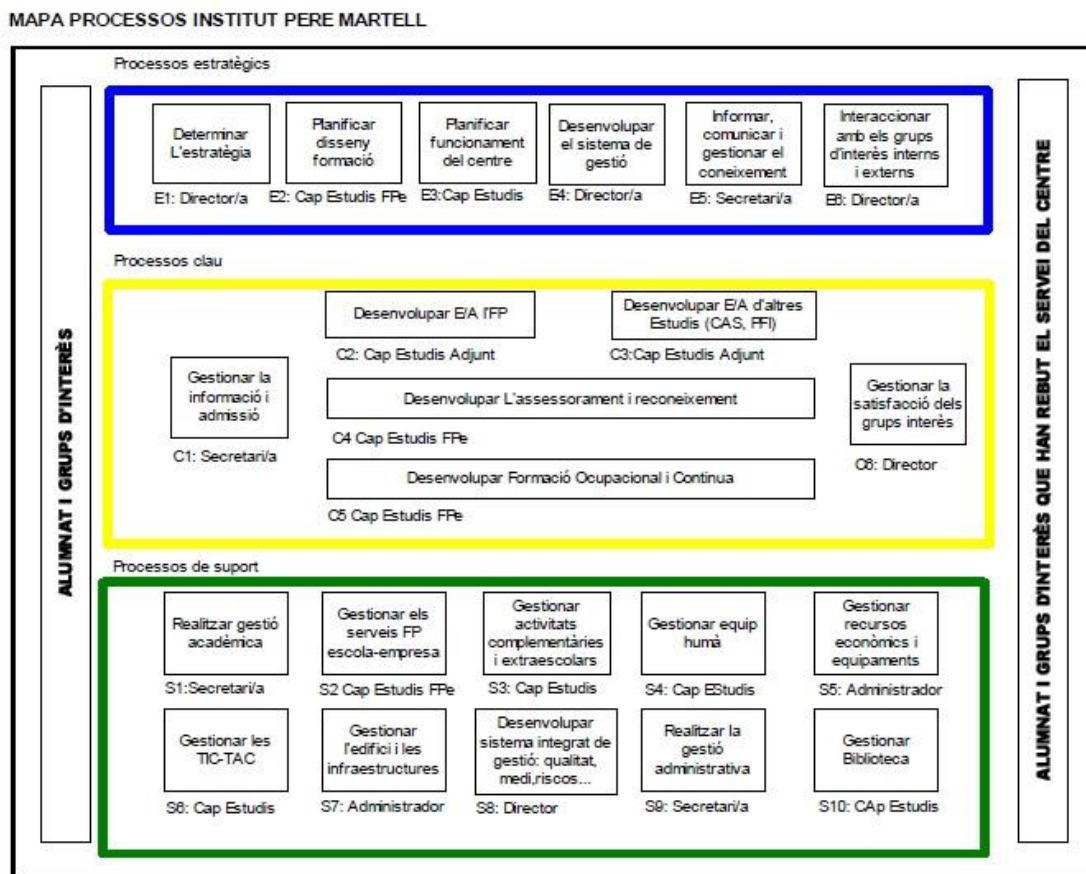 MAPA PROCESSOS INSTITUT PERE MARTELL
ALUMNAT I GRUPS D'INTERÈS
Processos estratègics
Determinar
L'estratègia
E1: Director/a
Planificar
disseny
formació
E2: Cap Estudis FPe
Planificar
funcionament
del centre
E3:Cap Estudis
Desenvolupar
el sistema de
gestió
E4: Director/a
Informar,
comunicar i
gestionar el
coneixement
E5: Secretari/a
Interaccionar
amb els grups
d'interès interns
i externs
E6: Director/a
Processos clau
Gestionar la
informació i
admissió
C1: Secretari/a
Desenvolupar E/A l'FP
C2: Cap Estudis Adjunt
Desenvolupar E/A d'altres
Estudis (CAS, PFI)
C3:Cap Estudis Adjunt
Desenvolupar L'assessorament i reconeixement
C4 Cap Estudis FPe
Desenvolupar Formació Ocupacional i Continua
C5 Cap Estudis FPe
Gestionar la
satisfacció dels
grups interès
C6: Director
Processos de suport
Realitzar gestió
acadèmica
S1:Secretari/a
Gestionar els
serveis FP
escola-empresa
S2 Cap Estudis FPe
Gestionar
activitats
complementàries
i extraescolars
S3: Cap Estudis
Gestionar equip
humà
S4: Cap EStudis
Gestionar
recursos
econòmics i
equipaments
S5: Administrador
Gestionar les
TIC-TAC
S6: Cap Estudis
Gestionar
l'edifici i les
infraestructures
S7: Administrador
Desenvolupar
sistema integrat de
gestió: qualitat,
medi,riscos...
S8: Director
Realitzar la
gestió
administrativa
S9: Secretari/a
Gestionar
Biblioteca
S10: CAp Estudis
ALUMNAT I GRUPS D'INTERÈS QUE HAN REBUT EL SERVEI DEL CENTRE